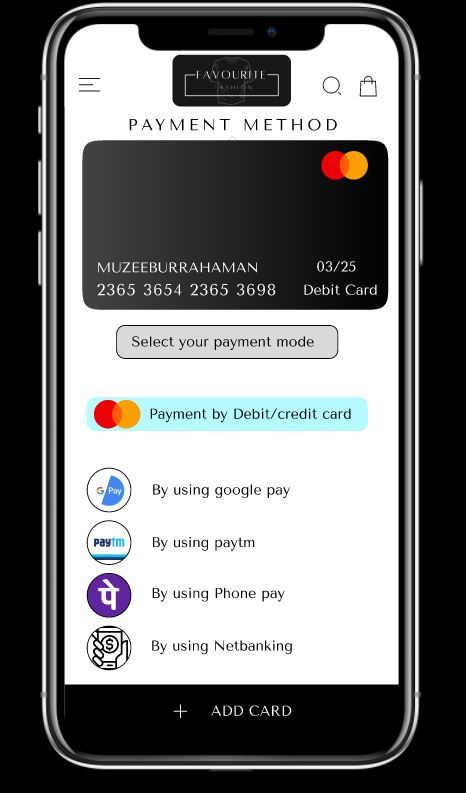 FAVOURITE
FASHION
PAYMENT METHOD
MUZEEBURRAHAMAN 03/25
2365 3654 2365 3698 Debit Card
Select your payment mode
Payment by Debit/credit card
G Pay By using google pay
paytm By using paytm
पे By using Phone pay
$ By using Netbanking
+ ADD CARD